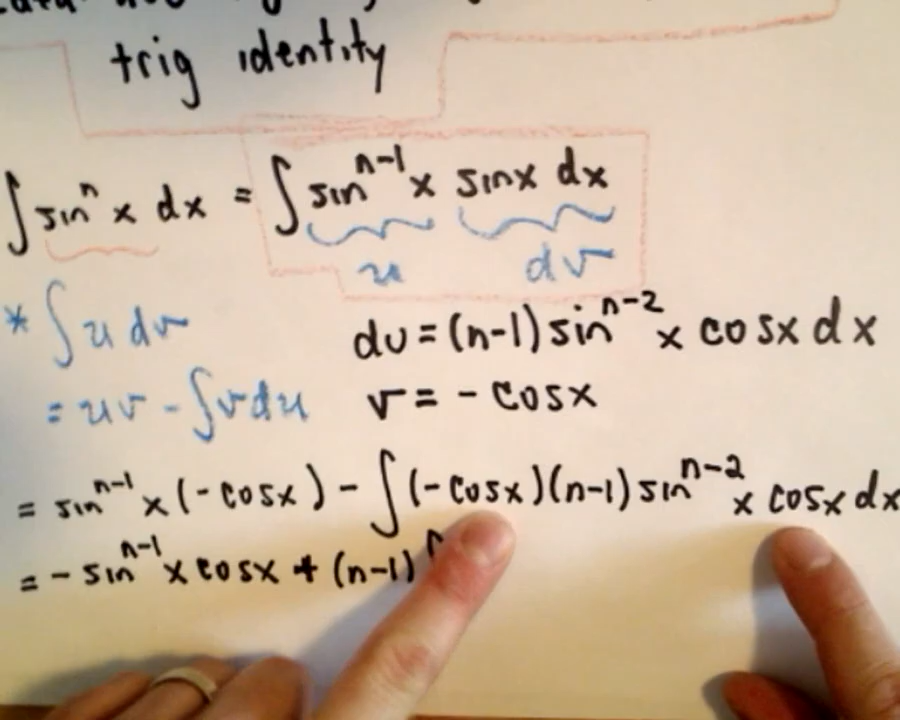 trig identity
∫ sinⁿ x dx = ∫ sinⁿ⁻¹ x sinx dx
u dv
* ∫ u dv
du = (n-1) sinⁿ⁻² x cosx dx
= uv - ∫ v du
v = - cosx
= sinⁿ⁻¹ x (-cosx) - ∫ (-cosx)(n-1) sinⁿ⁻² x cosx dx
= - sinⁿ⁻¹ x cosx + (n-1) ∫